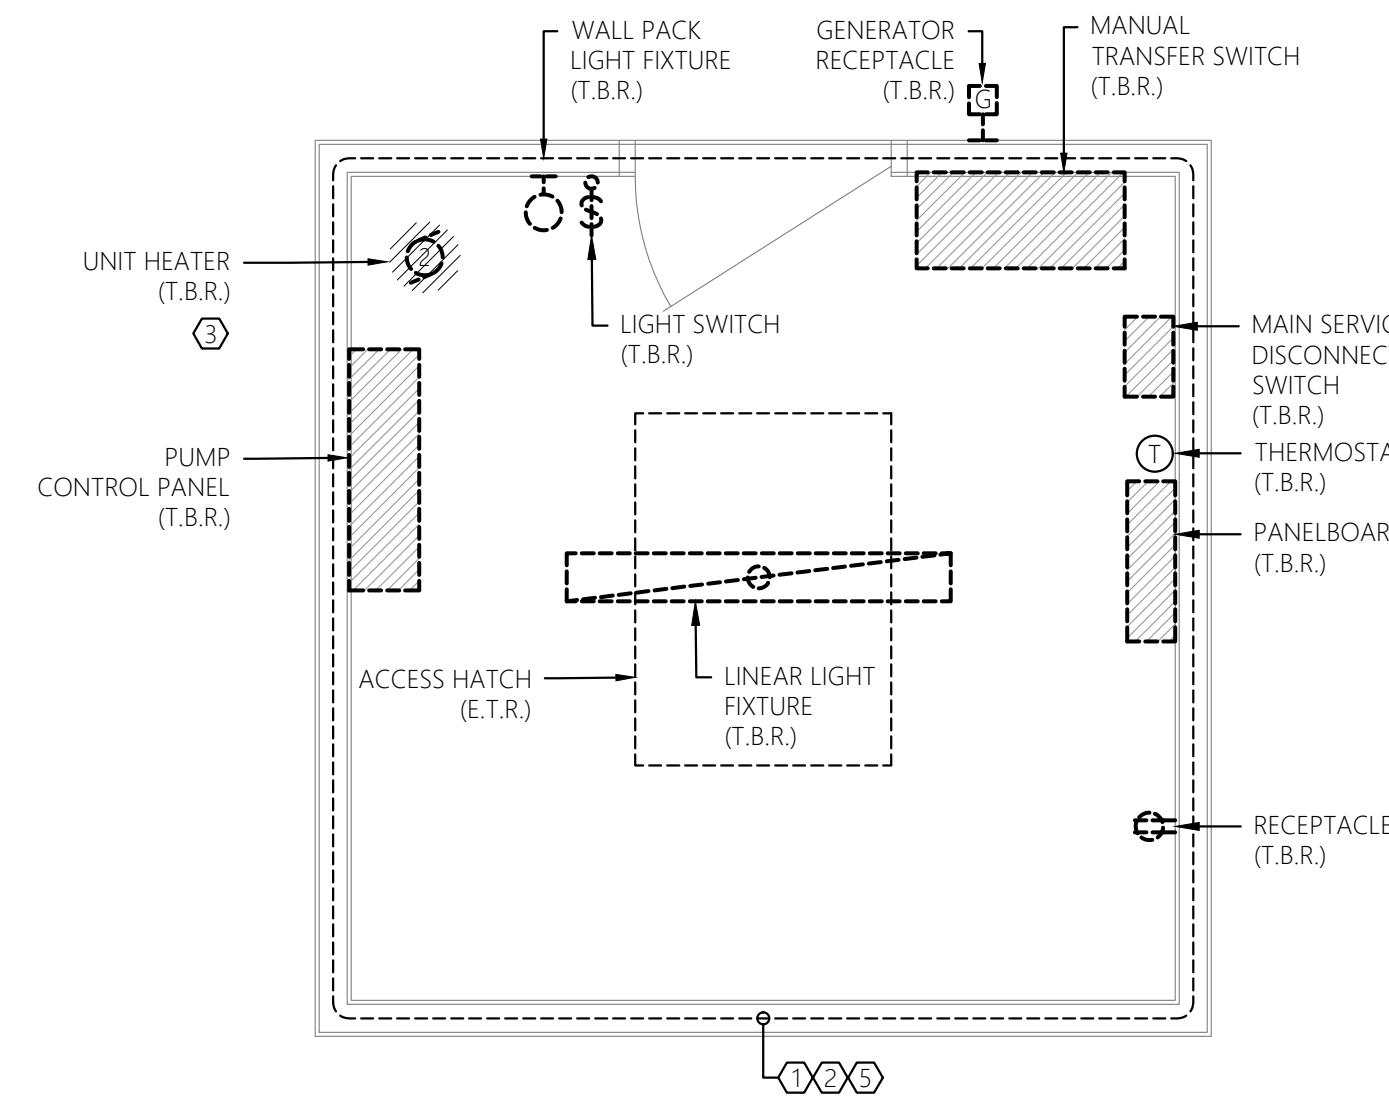 WALL PACK
LIGHT FIXTURE
(T.B.R.)
GENERATOR
RECEPTACLE
(T.B.R.)
G
MANUAL
TRANSFER SWITCH
(T.B.R.)
UNIT HEATER
(T.B.R.)
3
2
LIGHT SWITCH
(T.B.R.)
MAIN SERVIC
DISCONNECT
SWITCH
(T.B.R.)
PUMP
CONTROL PANEL
(T.B.R.)
T
THERMOSTA
(T.B.R.)
PANELBOAR
(T.B.R.)
ACCESS HATCH
(E.T.R.)
LINEAR LIGHT
FIXTURE
(T.B.R.)
RECEPTACLE
(T.B.R.)
1 2 5